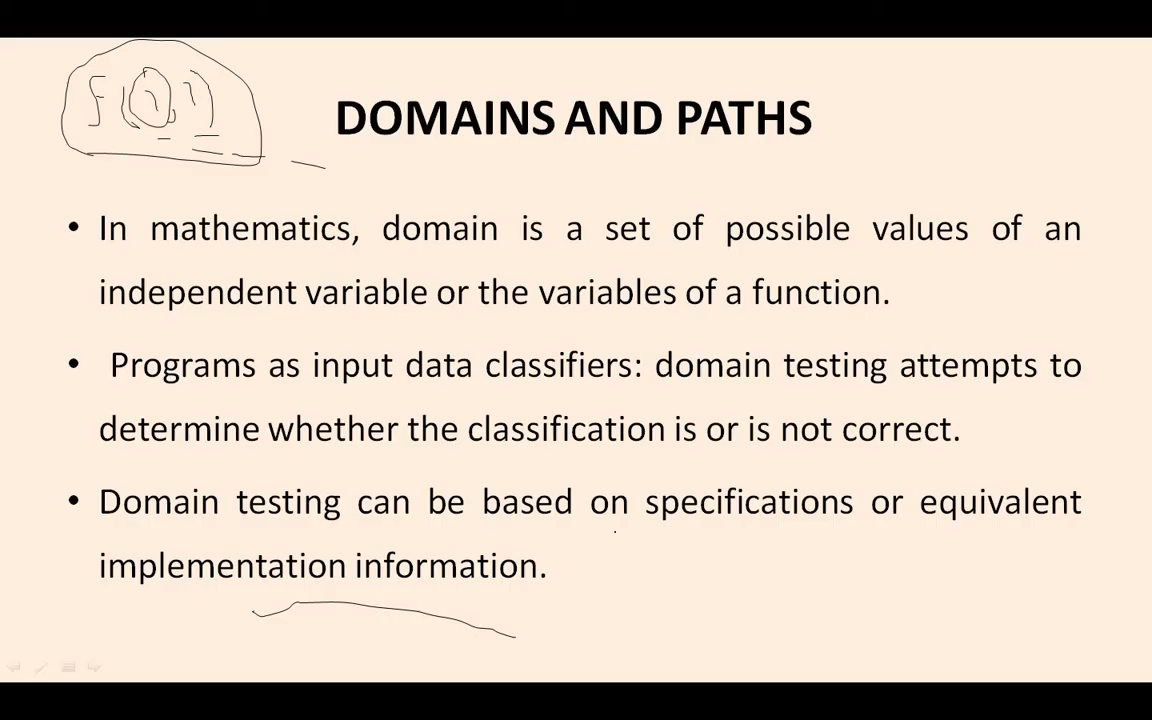 DOMAINS AND PATHS
• In mathematics, domain is a set of possible values of an
independent variable or the variables of a function.
• Programs as input data classifiers: domain testing attempts to
determine whether the classification is or is not correct.
• Domain testing can be based on specifications or equivalent
implementation information.